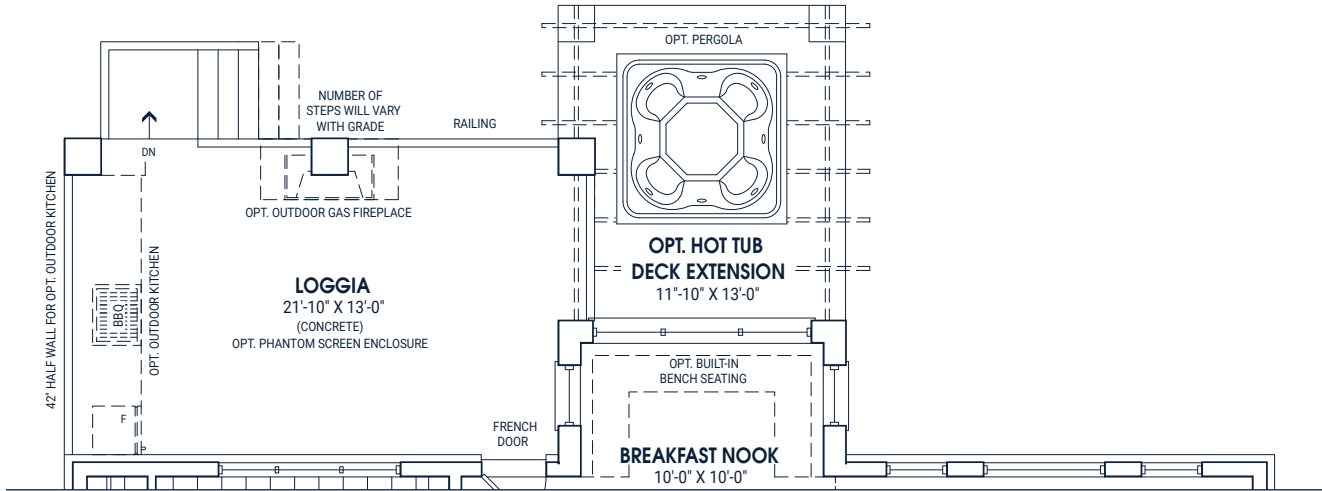 OPT. PERGOLA
NUMBER OF
STEPS WILL VARY
WITH GRADE
RAILING
DN
OPT. OUTDOOR GAS FIREPLACE
42" HALF WALL FOR OPT. OUTDOOR KITCHEN
OPT. OUTDOOR KITCHEN
BBQ
F
LOGGIA
21'-10" X 13'-0"
(CONCRETE)
OPT. PHANTOM SCREEN ENCLOSURE
OPT. HOT TUB
DECK EXTENSION
11"-10" X 13'-0"
OPT. BUILT-IN
BENCH SEATING
FRENCH
DOOR
BREAKFAST NOOK
10'-0" X 10'-0"